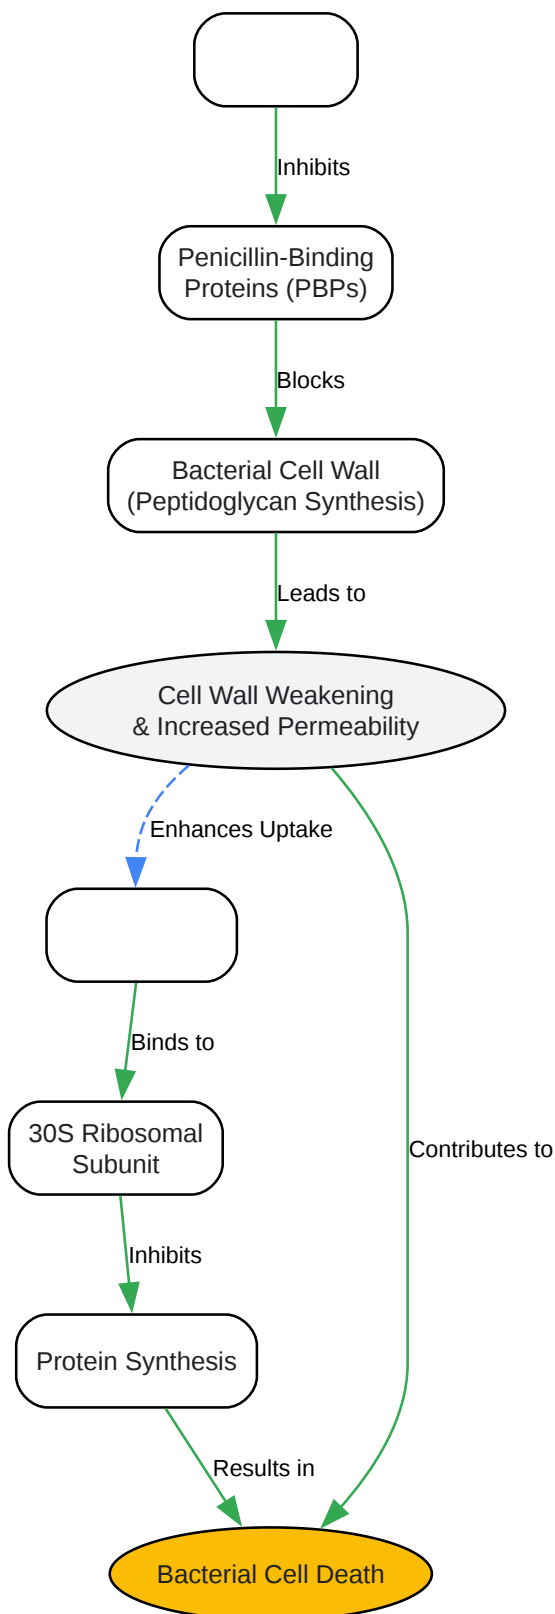 Inhibits
Penicillin-Binding
Proteins (PBPs)
Blocks
Bacterial Cell Wall
(Peptidoglycan Synthesis)
Leads to
Cell Wall Weakening
& Increased Permeability
Enhances Uptake
Binds to
30S Ribosomal
Subunit
Contributes to
Inhibits
Protein Synthesis
Results in
Bacterial Cell Death